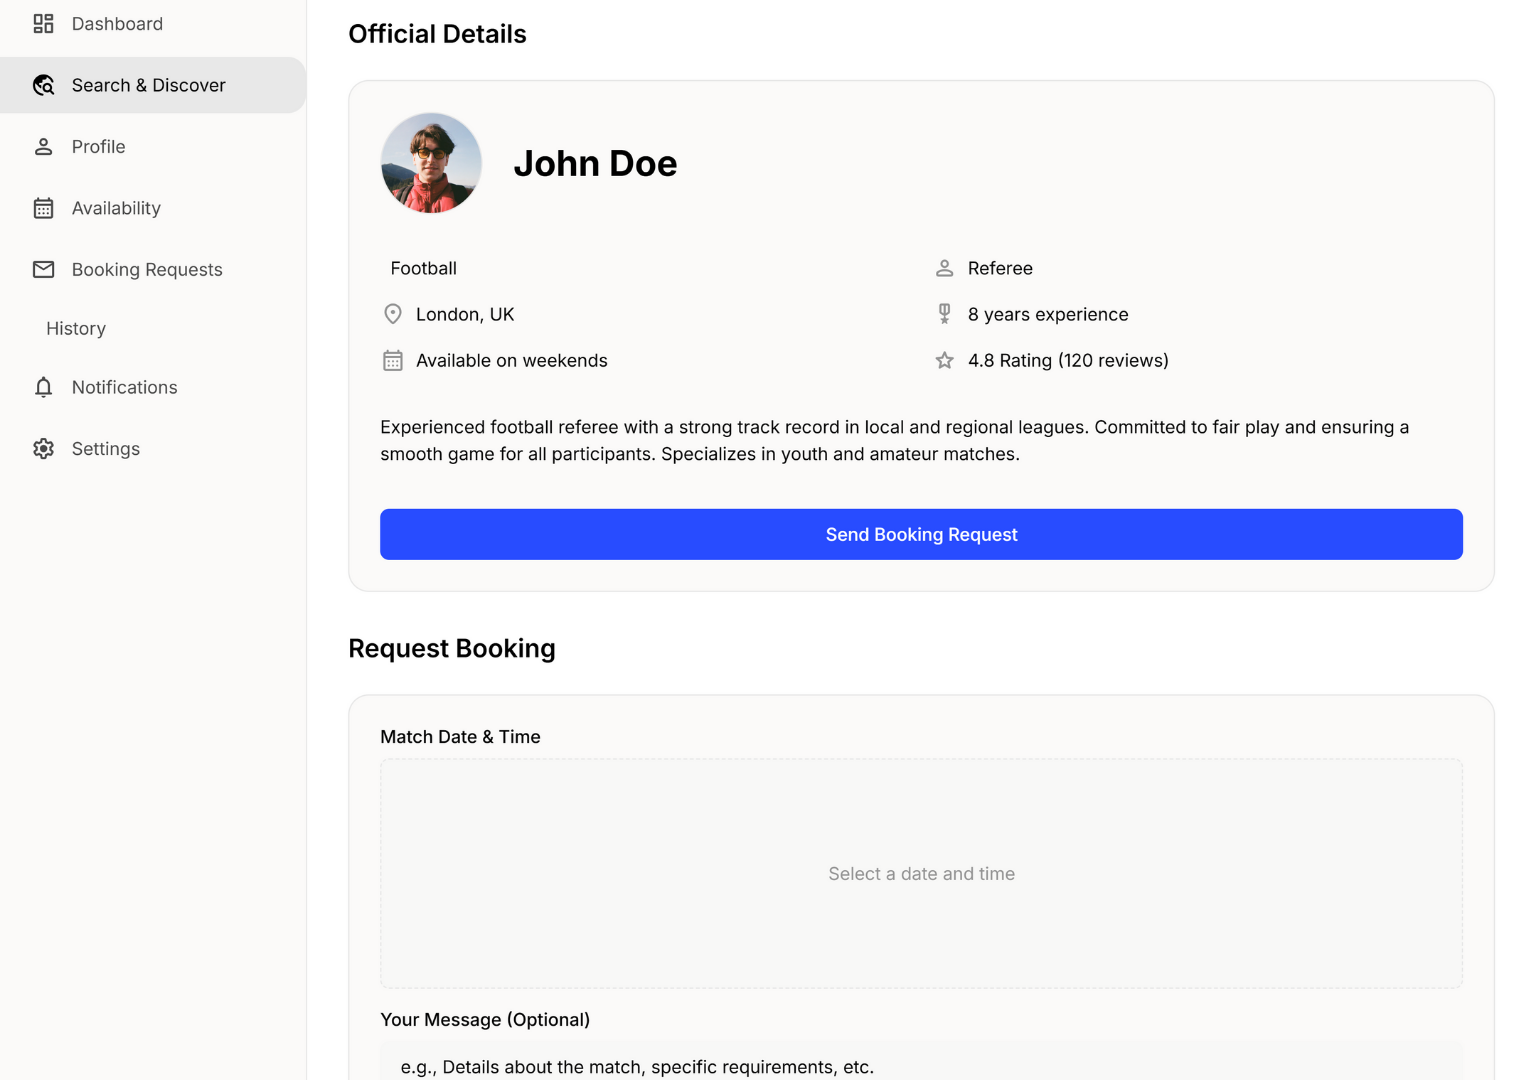 Dashboard
Search & Discover
Profile
Availability
Booking Requests
History
Notifications
Settings
Official Details
John Doe
Football
Referee
London, UK
8 years experience
Available on weekends
4.8 Rating (120 reviews)
Experienced football referee with a strong track record in local and regional leagues. Committed to fair play and ensuring a
smooth game for all participants. Specializes in youth and amateur matches.
Send Booking Request
Request Booking
Match Date & Time
Select a date and time
Your Message (Optional)
e.g., Details about the match, specific requirements, etc.